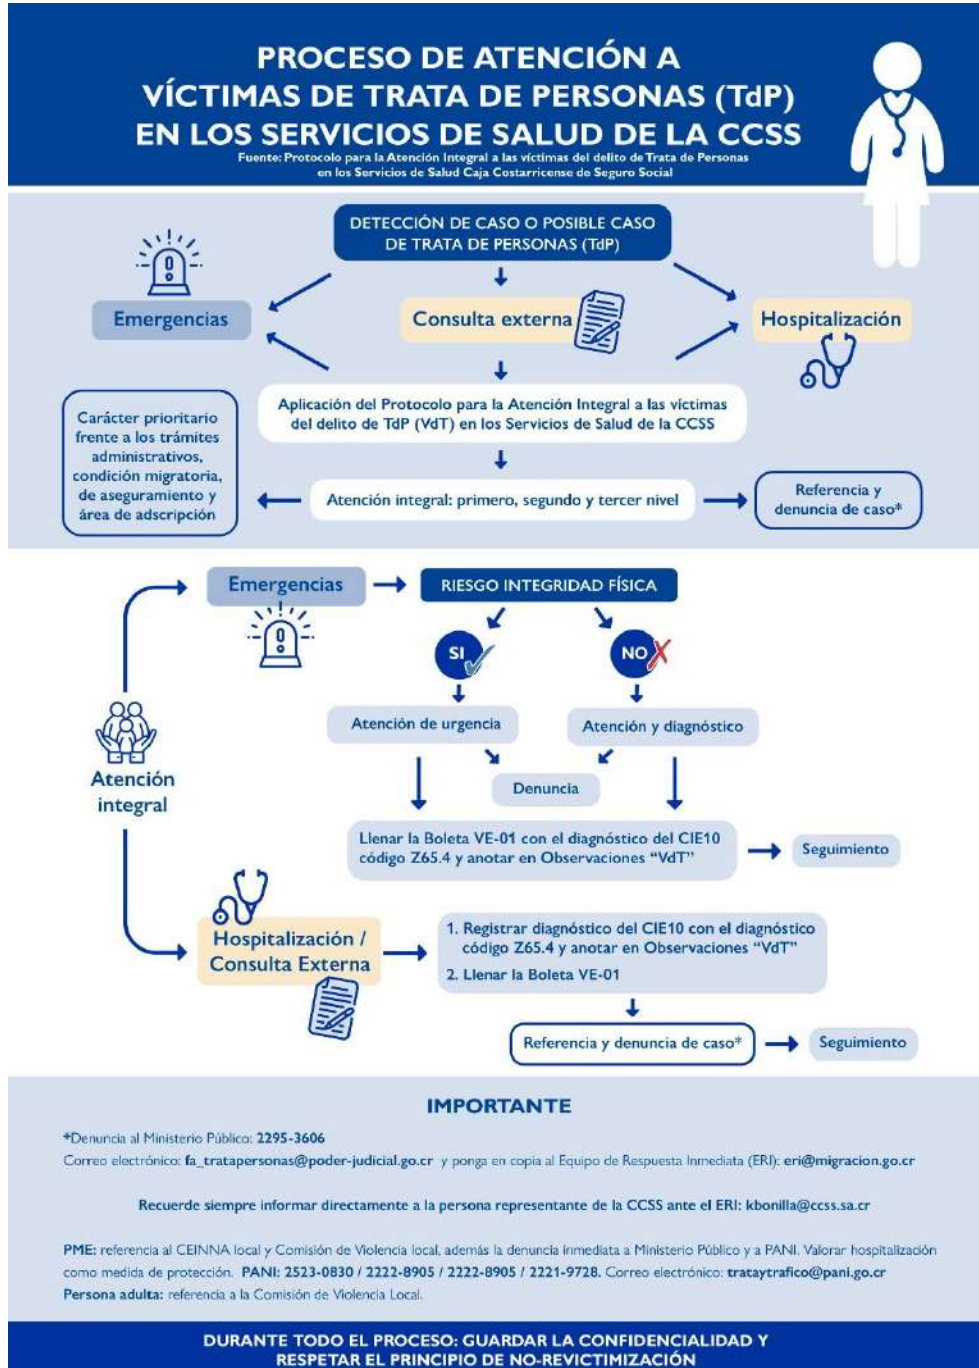 PROCESO DE ATENCIÓN A
VÍCTIMAS DE TRATA DE PERSONAS (TdP)
EN LOS SERVICIOS DE SALUD DE LA CCSS
Fuente: Protocolo para la Atención Integral a las víctimas del delito de Trata de Personas
en los Servicios de Salud Caja Costarricense de Seguro Social
DETECCIÓN DE CASO O POSIBLE CASO
DE TRATA DE PERSONAS (TdP)
Emergencias
Consulta externa
Hospitalización
Aplicación del Protocolo para la Atención Integral a las víctimas
del delito de TdP (VdT) en los Servicios de Salud de la CCSS
Carácter prioritario
frente a los trámites
administrativos,
condición migratoria,
de aseguramiento y
área de adscripción
Atención integral: primero, segundo y tercer nivel
Referencia y
denuncia de caso*
Emergencias
RIESGO INTEGRIDAD FÍSICA
SI
NO
Atención de urgencia
Atención y diagnóstico
Denuncia
Atención
integral
Llenar la Boleta VE-01 con el diagnóstico del CIE10
código Z65.4 y anotar en Observaciones “VdT”
Seguimiento
Hospitalización /
Consulta Externa
1. Registrar diagnóstico del CIE10 con el diagnóstico
código Z65.4 y anotar en Observaciones “VdT”
2. Llenar la Boleta VE-01
Referencia y denuncia de caso*
Seguimiento
IMPORTANTE
*Denuncia al Ministerio Público: 2295-3606
Correo electrónico: fa_tratapersonas@poder-judicial.go.cr y ponga en copia al Equipo de Respuesta Inmediata (ERI): eri@migracion.go.cr
Recuerde siempre informar directamente a la persona representante de la CCSS ante el ERI: kbonilla@ccss.sa.cr
PME: referencia al CEINNA local y Comisión de Violencia local, además la denuncia inmediata a Ministerio Público y a PANI. Valorar hospitalización
como medida de protección. PANI: 2523-0830 / 2222-8905 / 2222-8905 / 2221-9728. Correo electrónico: trataytrafico@pani.go.cr
Persona adulta: referencia a la Comisión de Violencia Local.
DURANTE TODO EL PROCESO: GUARDAR LA CONFIDENCIALIDAD Y
RESPETAR EL PRINCIPIO DE NO-REVICTIMIZACIÓN